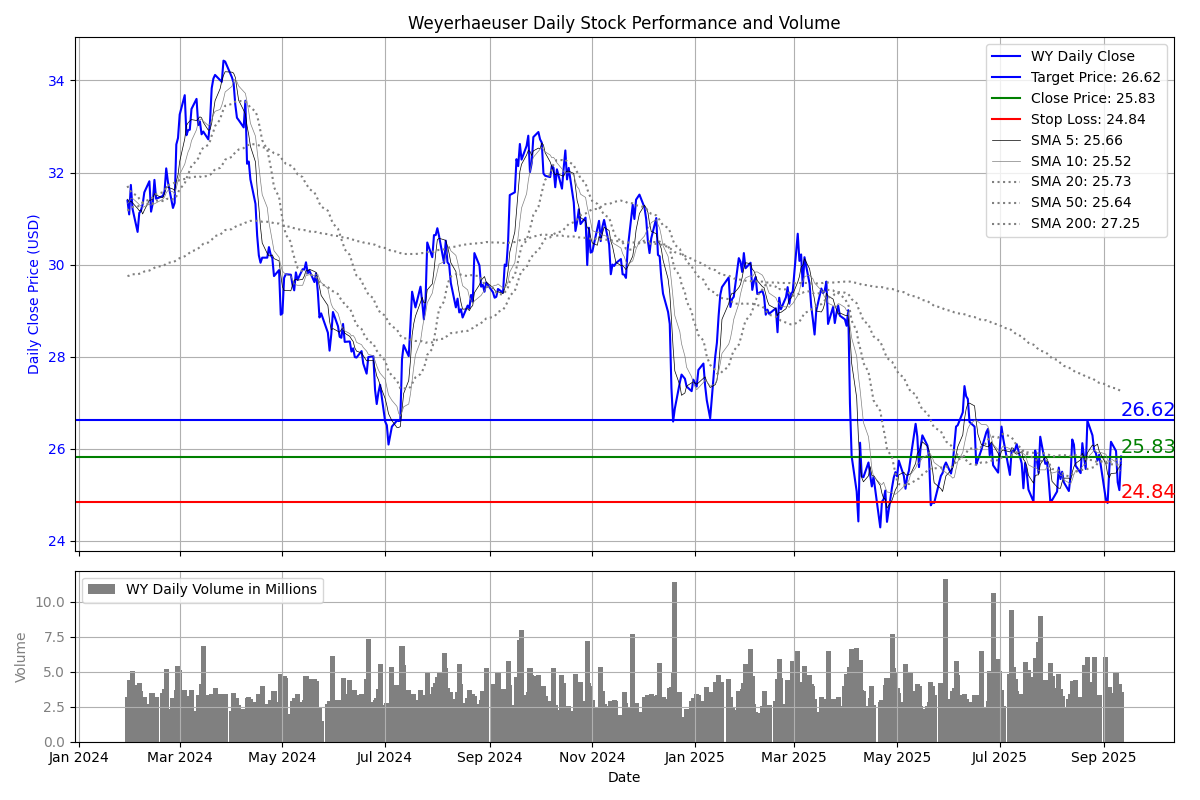 Weyerhaeuser Daily Stock Performance and Volume
WY Daily Close
Target Price: 26.62
Close Price: 25.83
Stop Loss: 24.84
SMA 5: 25.66
SMA 10: 25.52
SMA 20: 25.73
SMA 50: 25.64
SMA 200: 27.25
Daily Close Price (USD)
34
32
30
28
26
24
26.62
25.83
24.84
WY Daily Volume in Millions
Volume
10.0
7.5
5.0
2.5
0.0
Jan 2024
Mar 2024
May 2024
Jul 2024
Sep 2024
Nov 2024
Jan 2025
Mar 2025
May 2025
Jul 2025
Sep 2025
Date